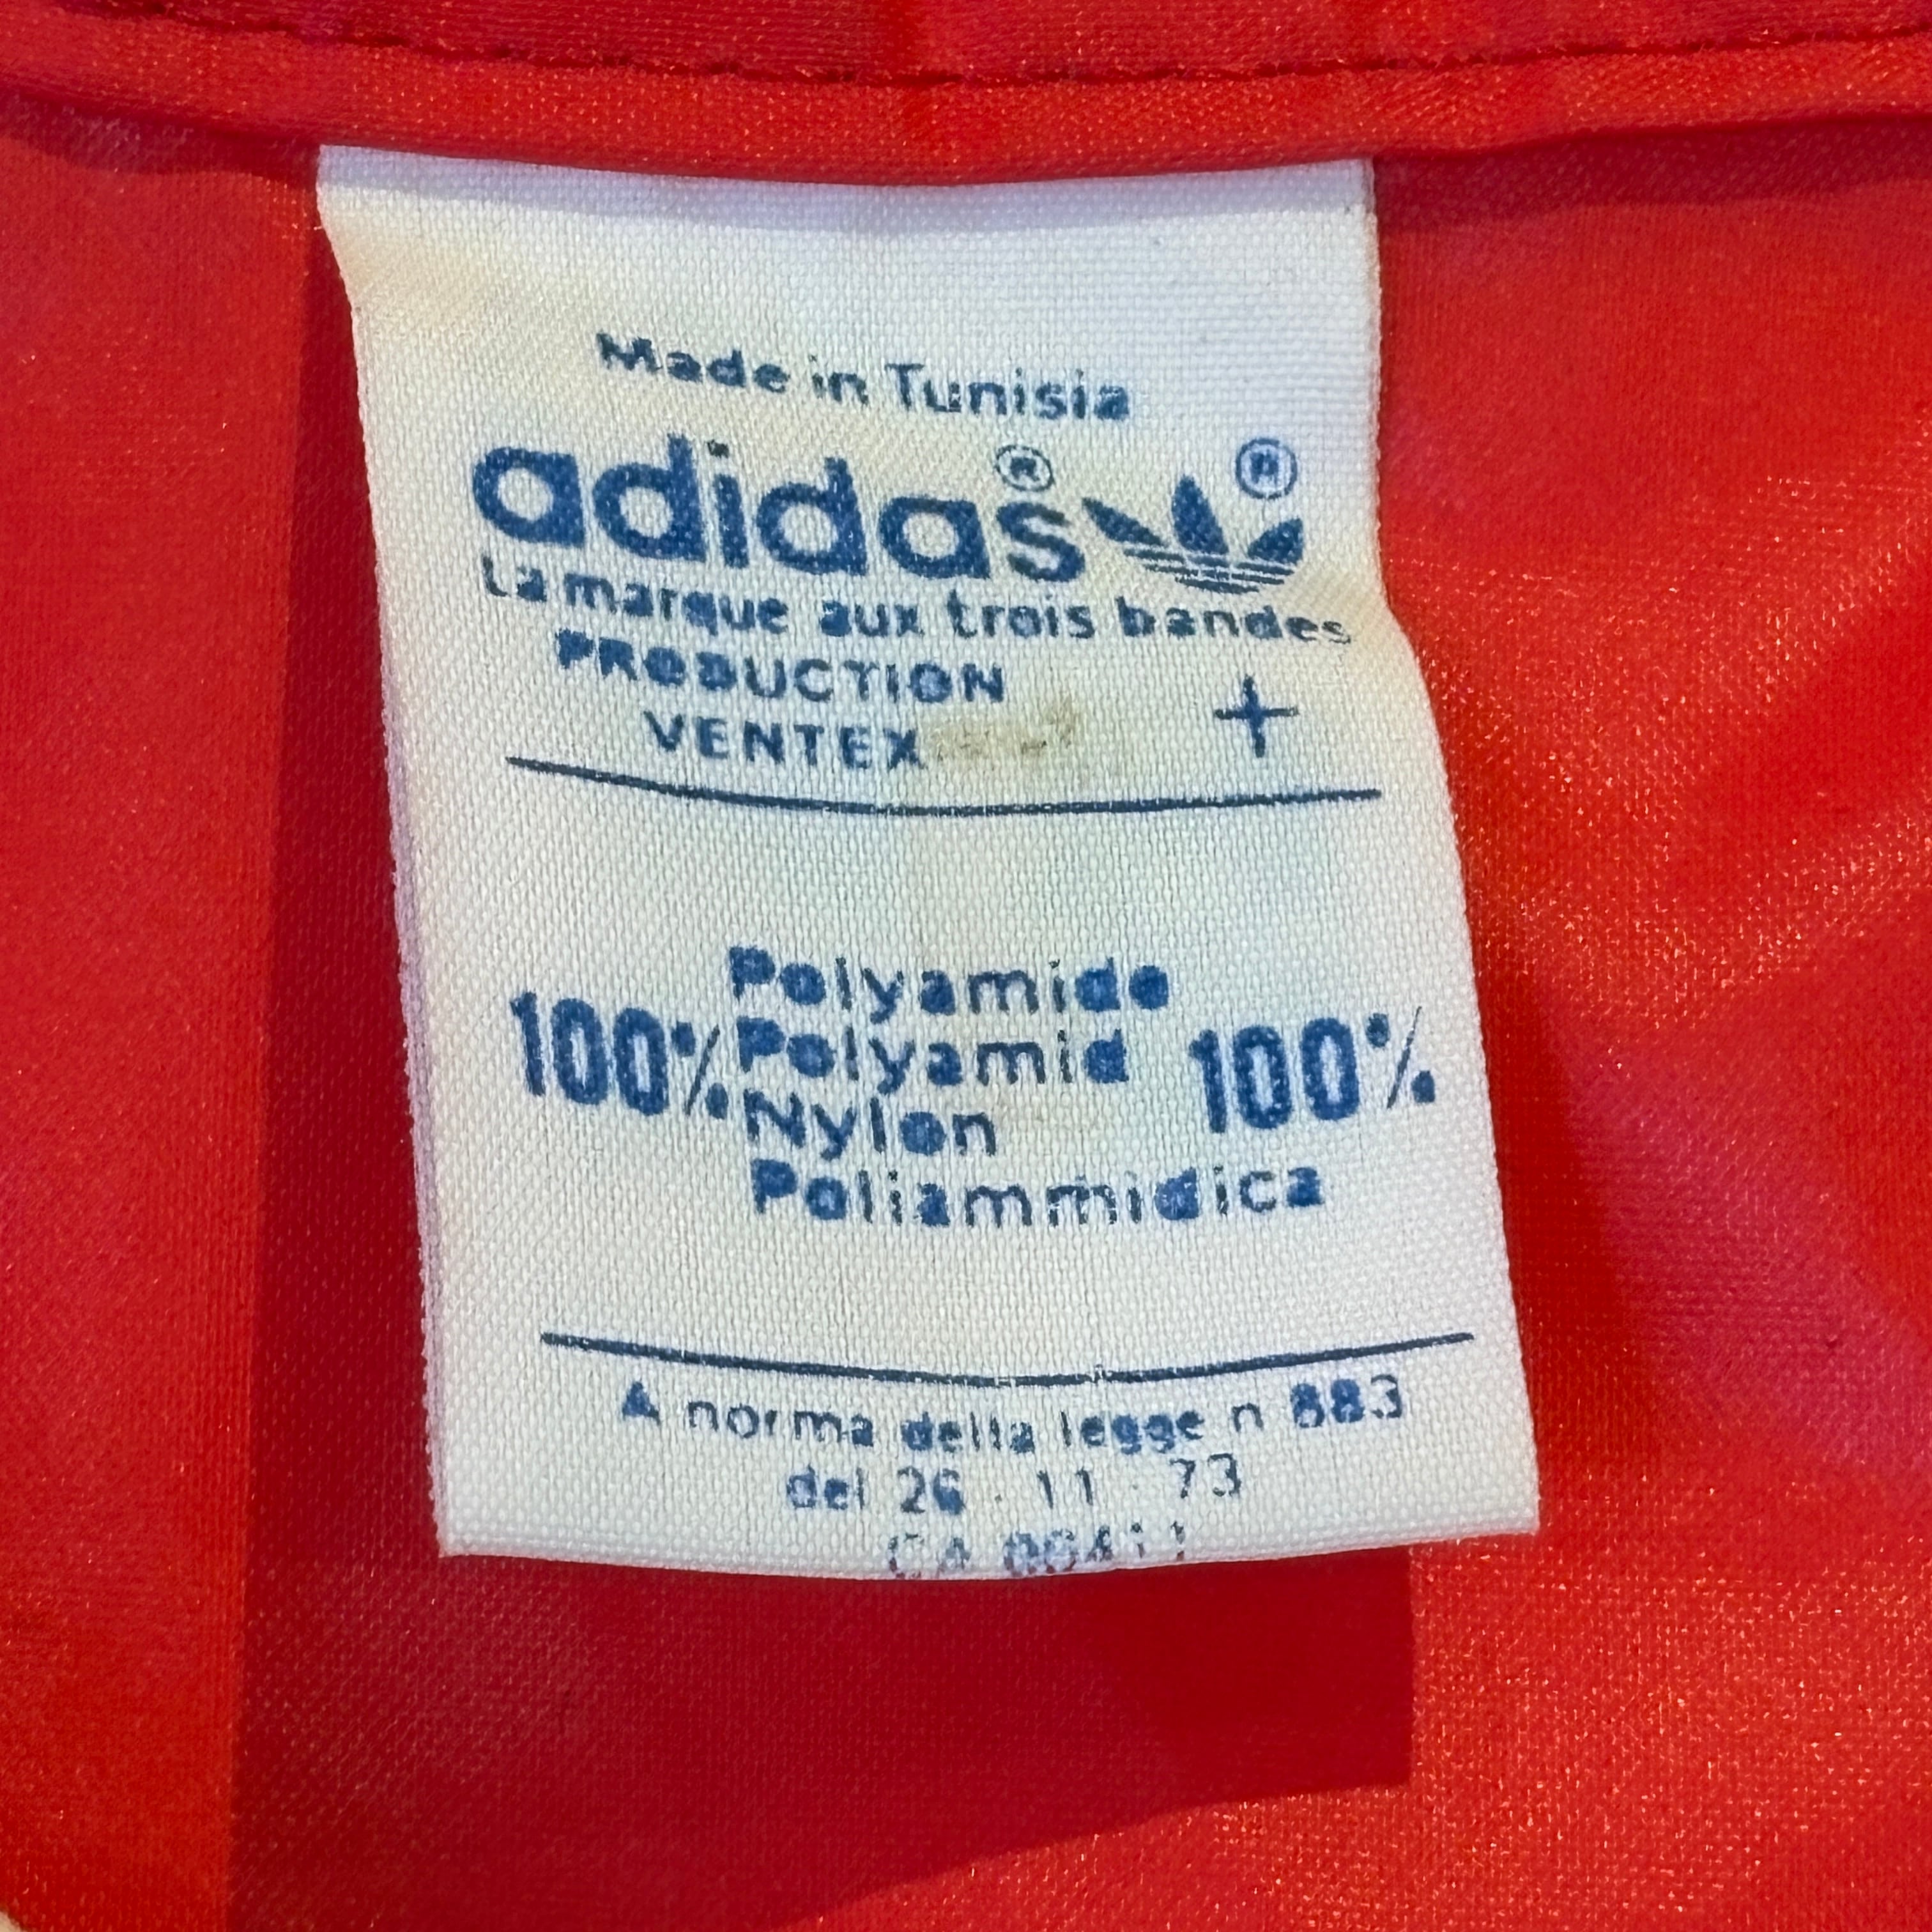 Made in Tunisia
adidas® ®
La marque aux trois bandes
PRODUCTION
VENTEX +
Polyamide
100% Polyamid 100%
Nylon
Poliammidica
A norma della legge n 883
del 26 · 11 · 73
CA